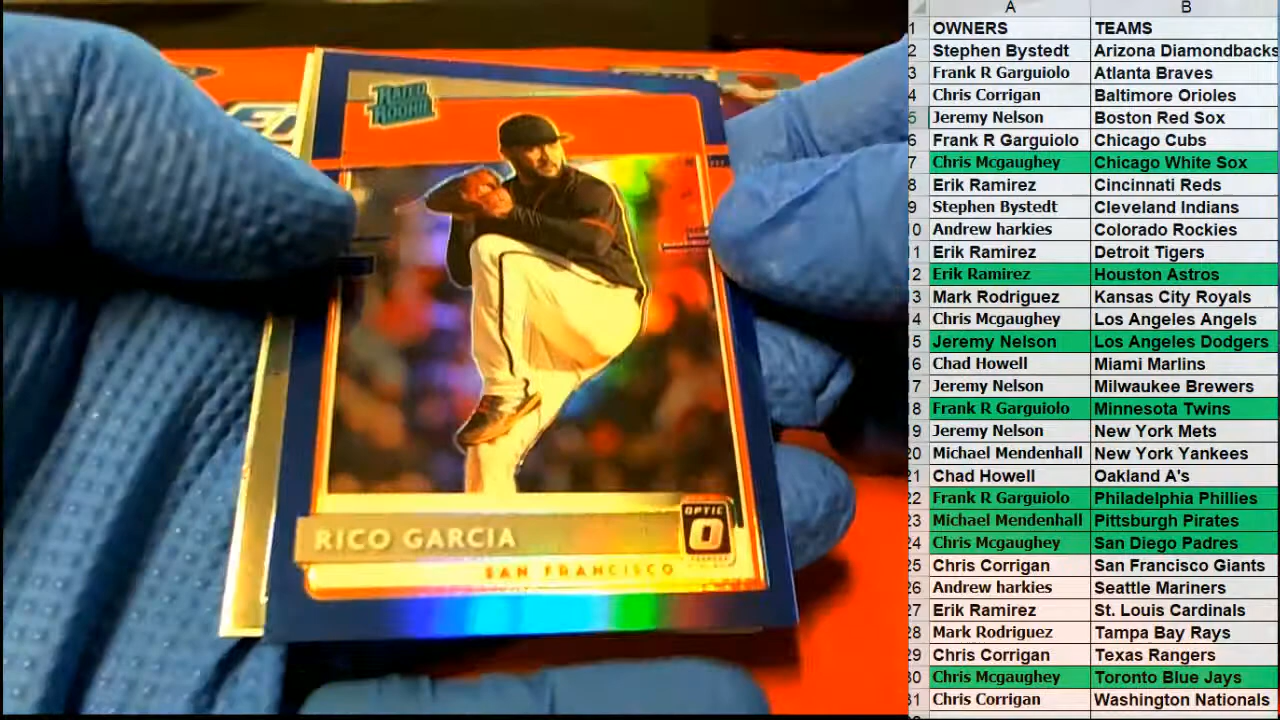 RATED
ROOKIE
RICO GARCIA
OPTIC
SAN FRANCISCO
A B
1 OWNERS TEAMS
2 Stephen Bystedt Arizona Diamondbacks
3 Frank R Garguiolo Atlanta Braves
4 Chris Corrigan Baltimore Orioles
5 Jeremy Nelson Boston Red Sox
6 Frank R Garguiolo Chicago Cubs
7 Chris Mcgaughey Chicago White Sox
8 Erik Ramirez Cincinnati Reds
9 Stephen Bystedt Cleveland Indians
10 Andrew harkies Colorado Rockies
11 Erik Ramirez Detroit Tigers
12 Erik Ramirez Houston Astros
13 Mark Rodriguez Kansas City Royals
14 Chris Mcgaughey Los Angeles Angels
15 Jeremy Nelson Los Angeles Dodgers
16 Chad Howell Miami Marlins
17 Jeremy Nelson Milwaukee Brewers
18 Frank R Garguiolo Minnesota Twins
19 Jeremy Nelson New York Mets
20 Michael Mendenhall New York Yankees
21 Chad Howell Oakland A's
22 Frank R Garguiolo Philadelphia Phillies
23 Michael Mendenhall Pittsburgh Pirates
24 Chris Mcgaughey San Diego Padres
25 Chris Corrigan San Francisco Giants
26 Andrew harkies Seattle Mariners
27 Erik Ramirez St. Louis Cardinals
28 Mark Rodriguez Tampa Bay Rays
29 Chris Corrigan Texas Rangers
30 Chris Mcgaughey Toronto Blue Jays
31 Chris Corrigan Washington Nationals